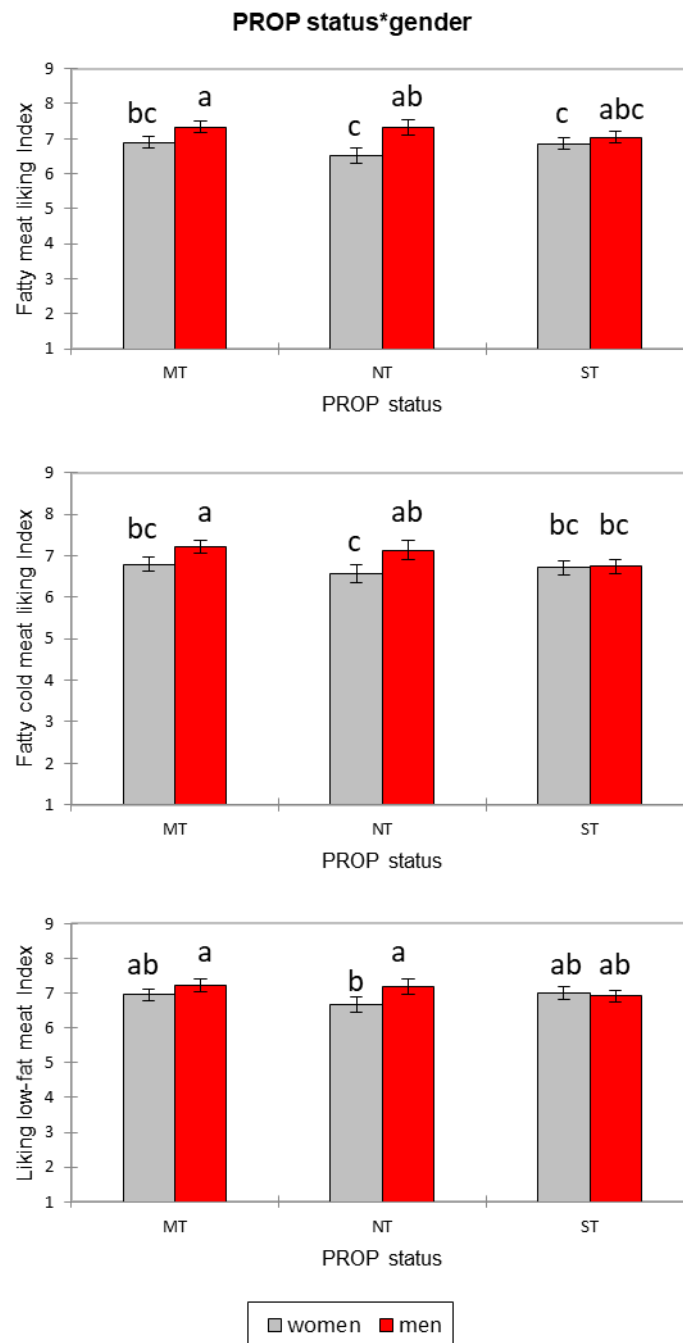 PROP status*gender
Fatty meat liking Index
9
8
7
6
5
4
3
2
1
bc
a
c
ab
c
abc
MT
NT
ST
PROP status
Fatty cold meat liking Index
9
8
7
6
5
4
3
2
1
bc
a
c
ab
bc
bc
MT
NT
ST
PROP status
Liking low-fat meat Index
9
8
7
6
5
4
3
2
1
ab
a
b
a
ab
ab
MT
NT
ST
PROP status
women
men